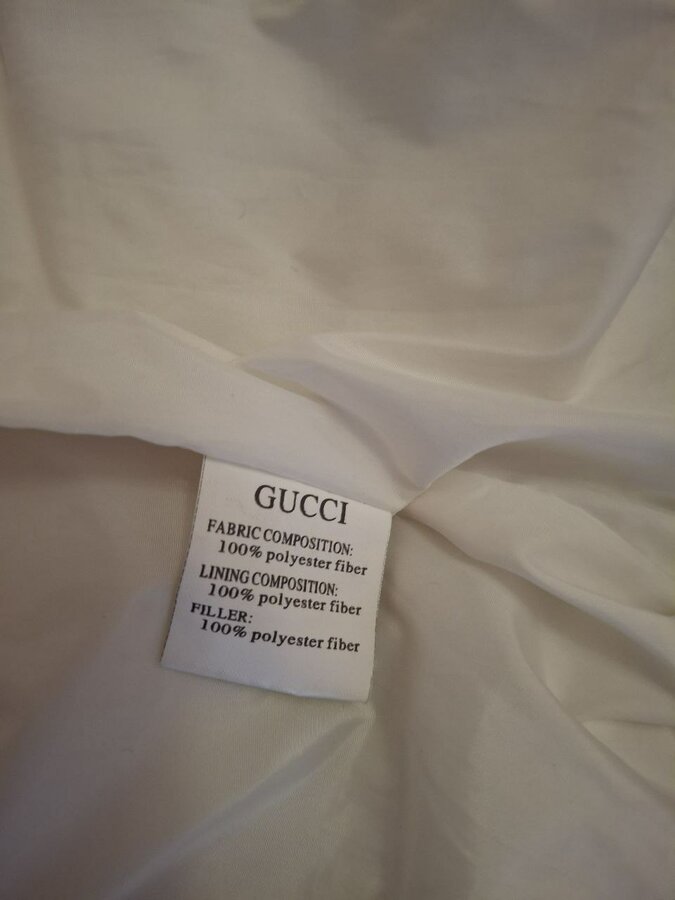 GUCCI
FABRIC COMPOSITION:
100% polyester fiber
LINING COMPOSITION:
100% polyester fiber
FILLER:
100% polyester fiber